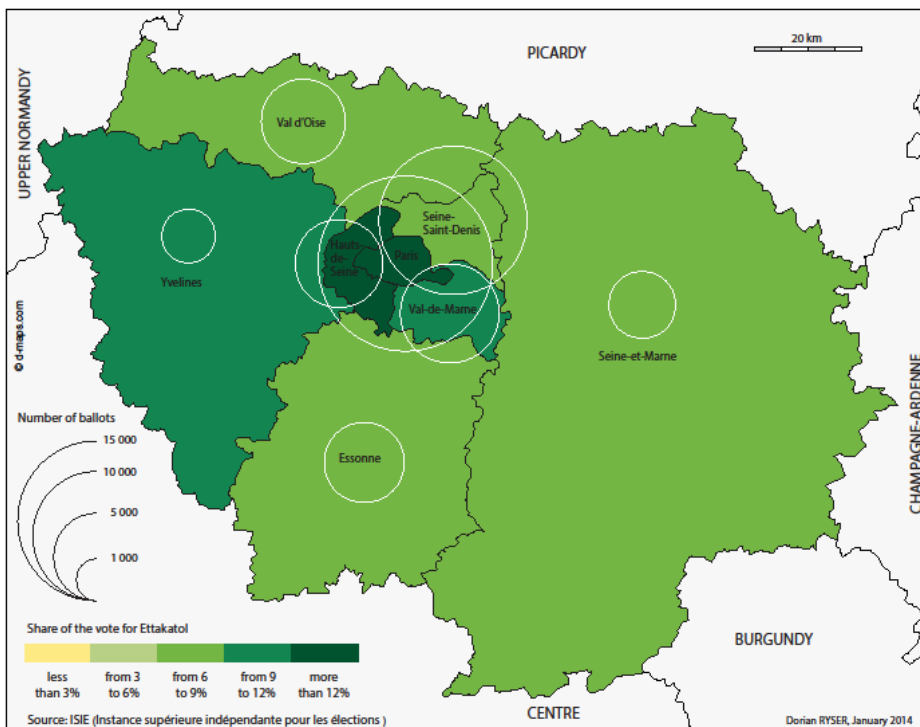 20 km
PICARDY
UPPER NORMANDY
Val d'Oise
Seine-
Saint-Denis
Hauts-
de-
Seine
Paris
Yvelines
Val-de-Marne
Seine-et-Marne
© d-maps.com
CHAMPAGNE-ARDENNE
Number of ballots
15 000
10 000
5 000
1 000
Essonne
Share of the vote for Ettakatol
less
than 3%
from 3
to 6%
from 6
to 9%
from 9
to 12%
more
than 12%
BURGUNDY
CENTRE
Source: ISIE (Instance supérieure indépendante pour les élections )
Dorian RYSER, January 2014